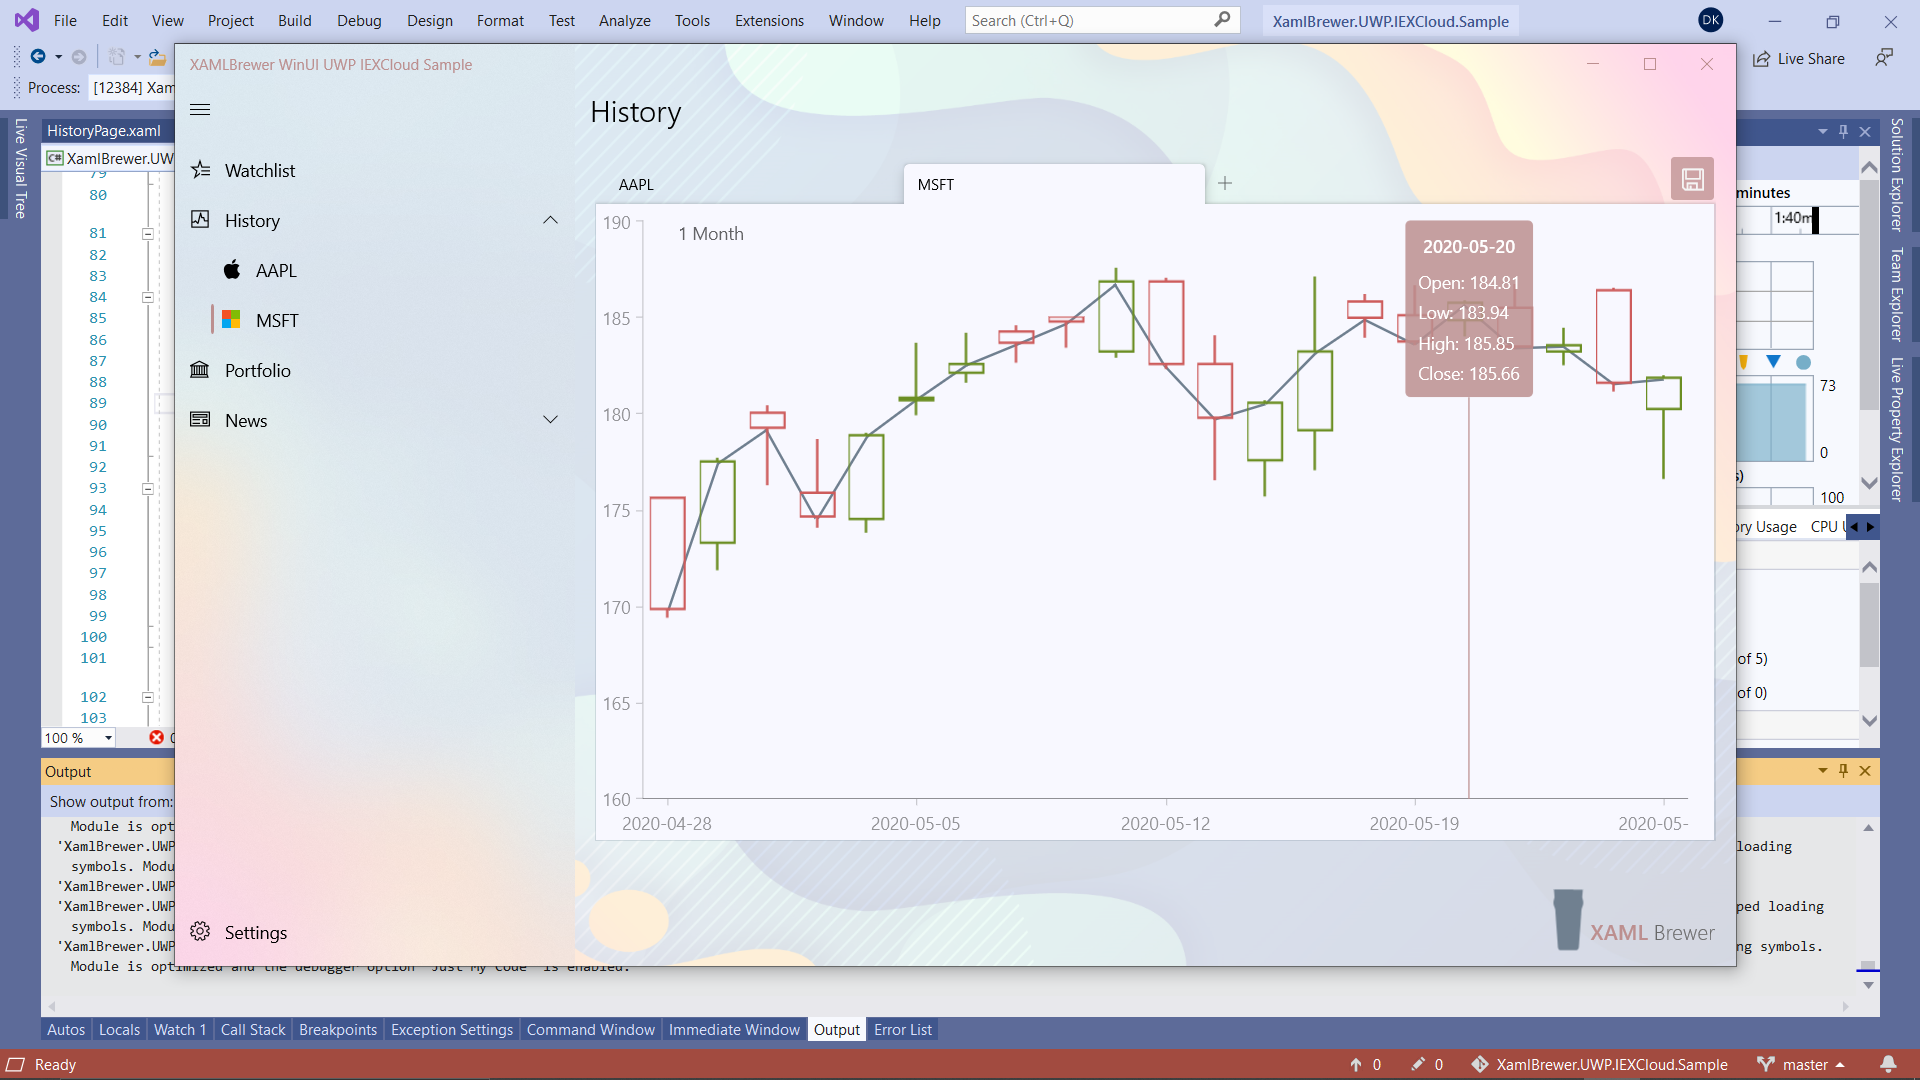 File Edit View Project Build Debug Design Format Test Analyze Tools Extensions Window Help Search (Ctrl+Q) XamlBrewer.UWP.IEXCloud.Sample DK
Live Share
Process: [12384] Xam
XAMLBrewer WinUI UWP IEXCloud Sample
Live Visual Tree
HistoryPage.xaml
XamlBrewer.UW
79
80
81
82
83
84
85
86
87
88
89
90
91
92
93
94
95
96
97
98
99
100
101
102
103
100 %
Watchlist
History
AAPL
MSFT
Portfolio
News
Settings
History
AAPL
MSFT
190
185
180
175
170
165
160
1 Month
2020-05-20
Open: 184.81
Low: 183.94
High: 185.85
Close: 185.66
2020-04-28
2020-05-05
2020-05-12
2020-05-19
2020-05-
XAML Brewer
minutes
1:40m
73
0
s)
100
ory Usage CPU U
of 5)
of 0)
Solution Explorer
Team Explorer
Live Property Explorer
Output
Show output from:
Module is opt
'XamlBrewer.UWP loading
symbols. Modu
'XamlBrewer.UWP
'XamlBrewer.UWP ped loading
symbols. Modu
'XamlBrewer.UWP ng symbols.
Module is optimized and the debugger option 'Just My Code' is enabled.
Autos Locals Watch 1 Call Stack Breakpoints Exception Settings Command Window Immediate Window Output Error List
Ready 0 0 XamlBrewer.UWP.IEXCloud.Sample master